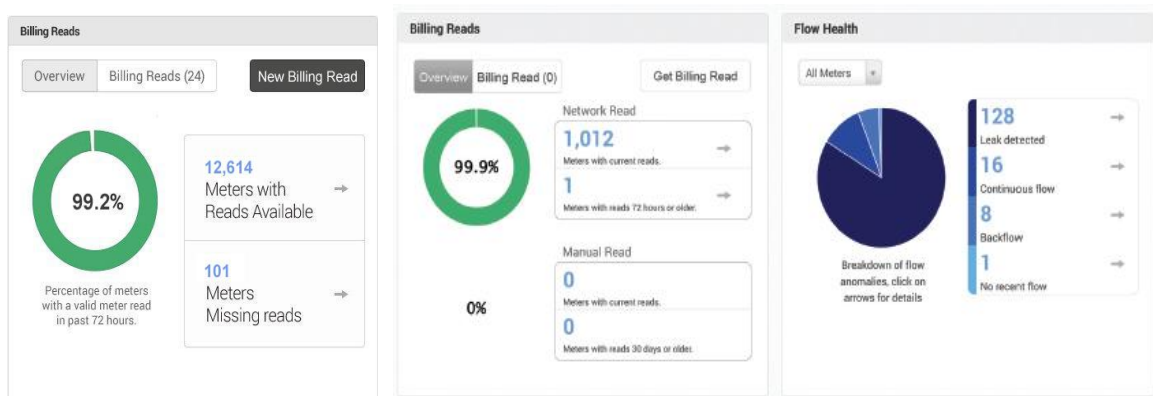 Billing Reads
Overview
Billing Reads (24)
New Billing Read
99.2%
Percentage of meters
with a valid meter read
in past 72 hours.
12,614
Meters with
Reads Available
101
Meters
Missing reads
Billing Reads
Overview
Billing Read (0)
Get Billing Read
99.9%
Network Read
1,012
Meters with current reads.
1
Meters with reads 72 hours or older.
0%
Manual Read
0
Meters with current reads.
0
Meters with reads 30 days or older.
Flow Health
All Meters
Breakdown of flow
anomalies, click on
arrows for details
128
Leak detected
16
Continuous flow
8
Backflow
1
No recent flow